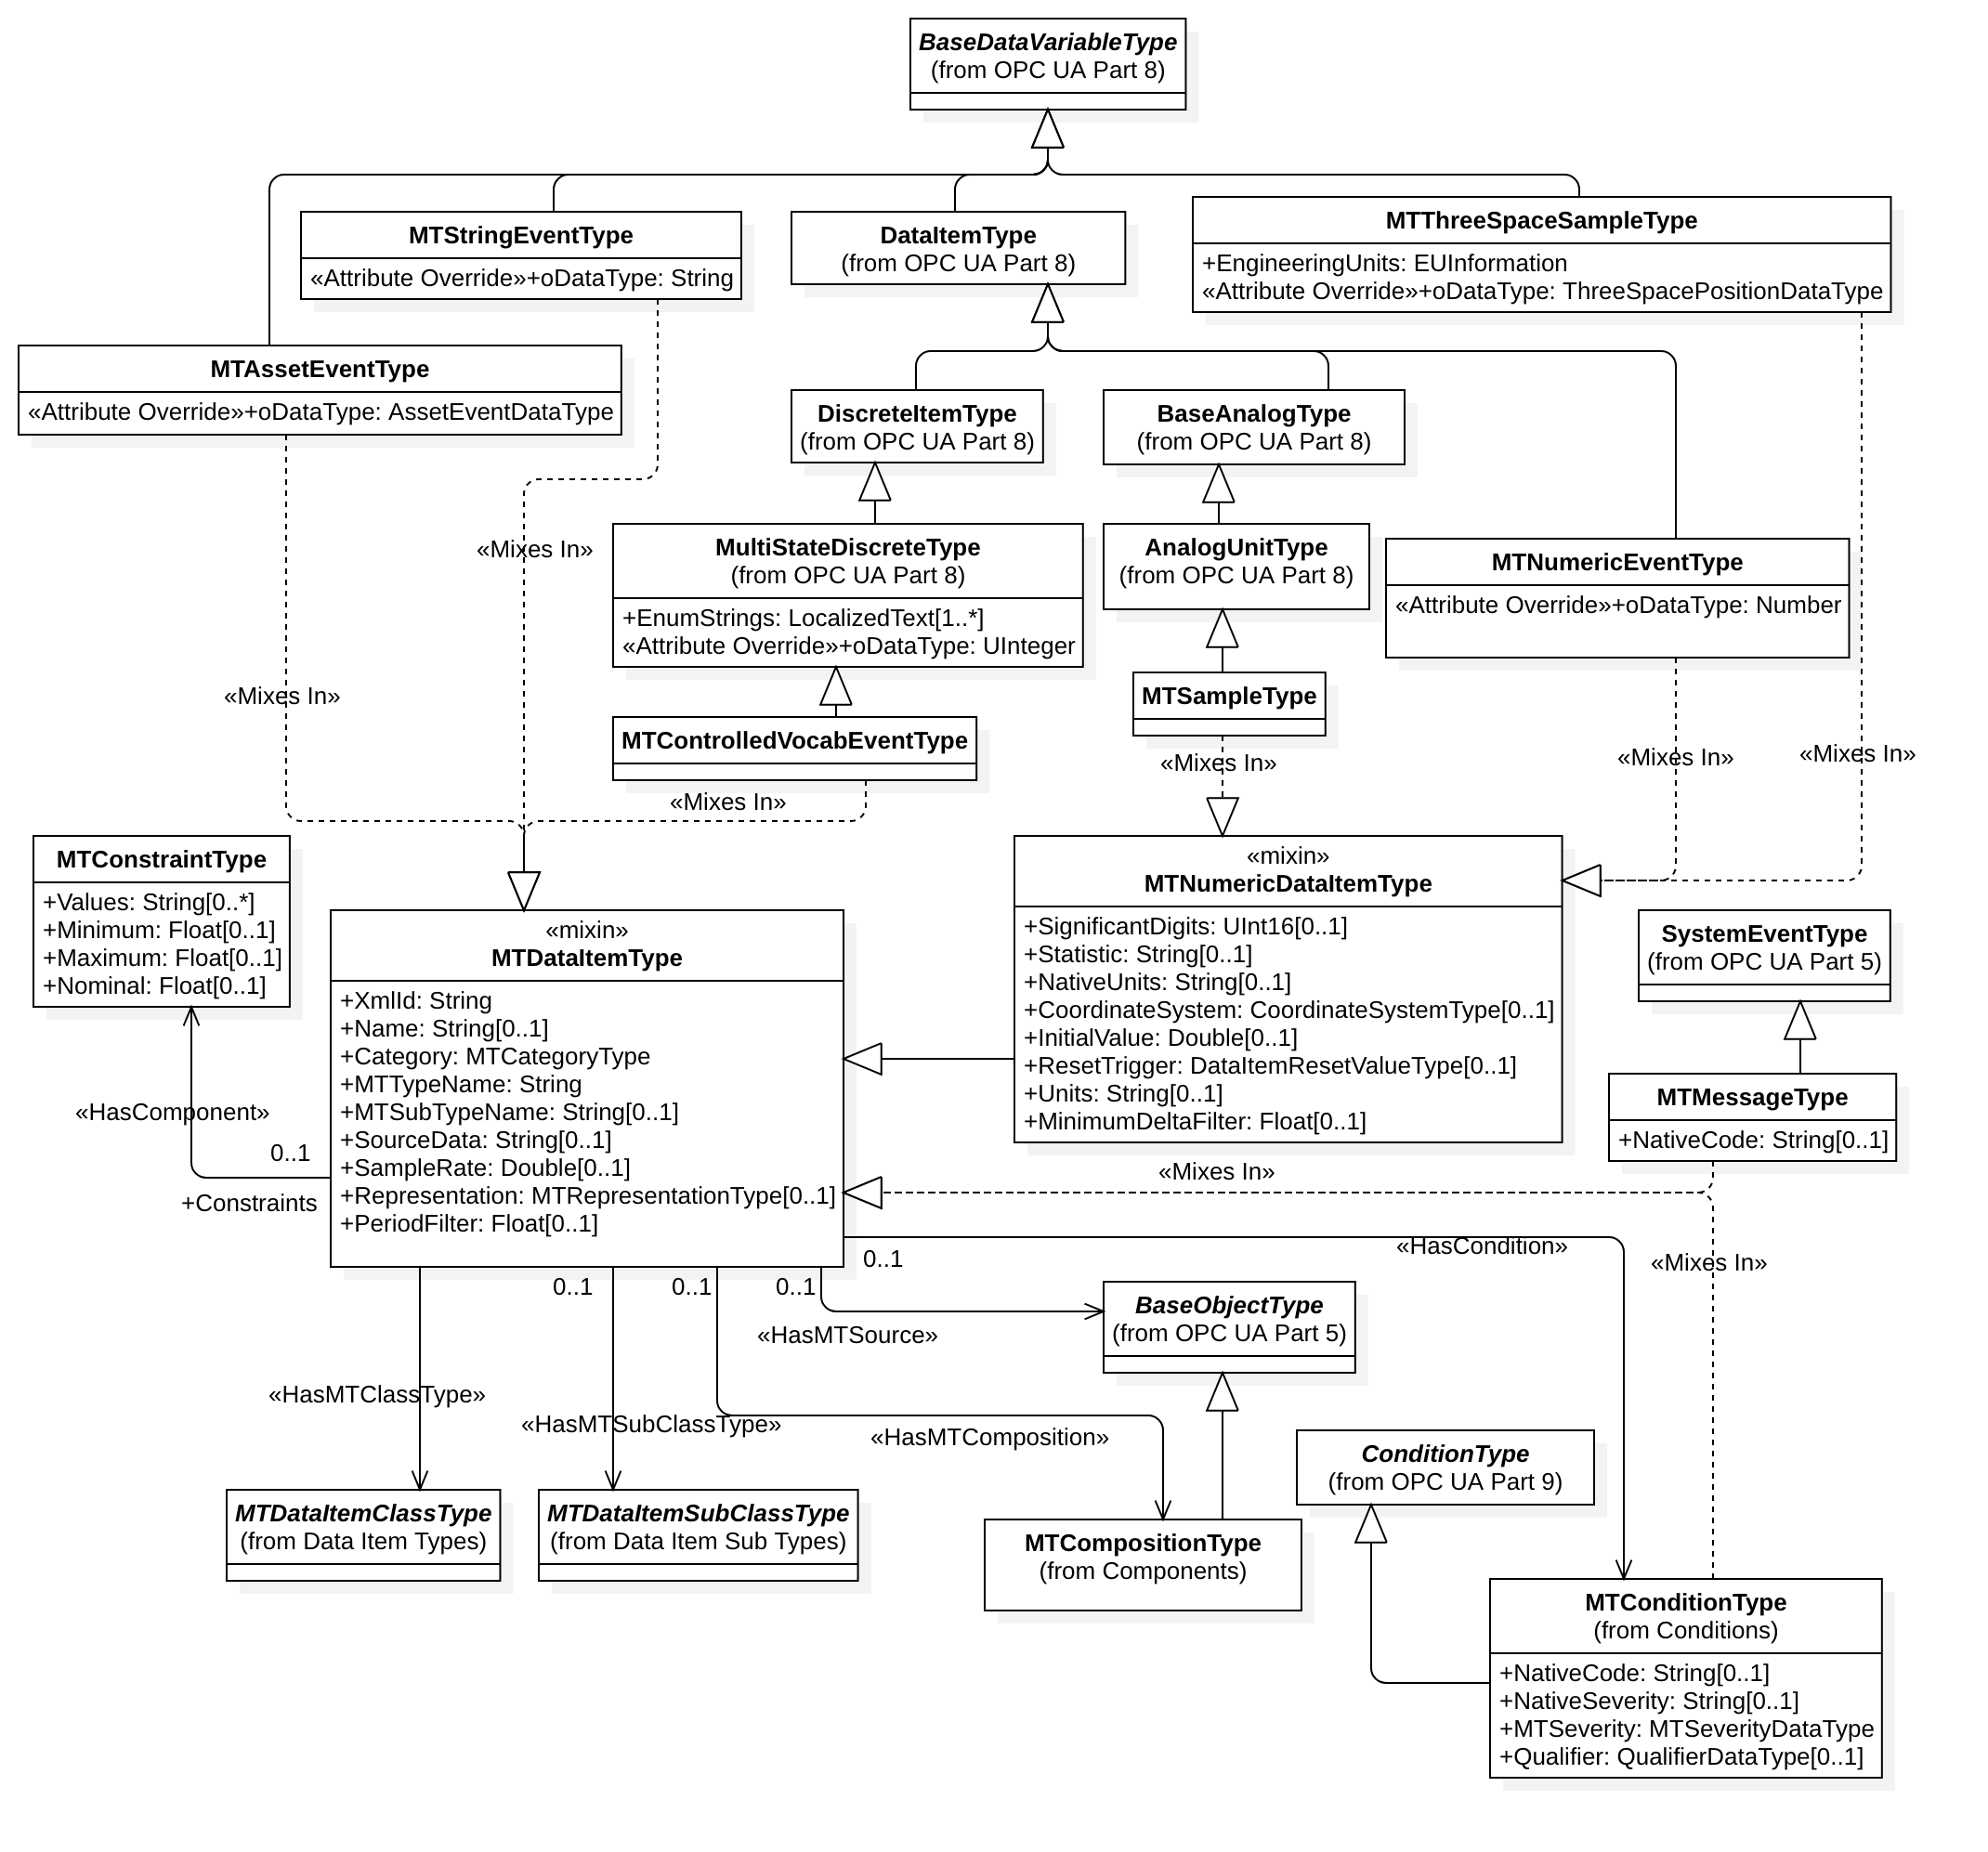 BaseDataVariableType
(from OPC UA Part 8)
MTStringEventType
«Attribute Override»+oDataType: String
DataItemType
(from OPC UA Part 8)
MTThreeSpaceSampleType
+EngineeringUnits: EUInformation
«Attribute Override»+oDataType: ThreeSpacePositionDataType
MTAssetEventType
«Attribute Override»+oDataType: AssetEventDataType
DiscreteItemType
(from OPC UA Part 8)
BaseAnalogType
(from OPC UA Part 8)
«Mixes In»
MultiStateDiscreteType
(from OPC UA Part 8)
+EnumStrings: LocalizedText[1..*]
«Attribute Override»+oDataType: UInteger
AnalogUnitType
(from OPC UA Part 8)
MTNumericEventType
«Attribute Override»+oDataType: Number
«Mixes In»
MTControlledVocabEventType
MTSampleType
«Mixes In»
«Mixes In»
«Mixes In»
«Mixes In»
MTConstraintType
+Values: String[0..*]
+Minimum: Float[0..1]
+Maximum: Float[0..1]
+Nominal: Float[0..1]
«mixin»
MTNumericDataItemType
+SignificantDigits: UInt16[0..1]
+Statistic: String[0..1]
+NativeUnits: String[0..1]
+CoordinateSystem: CoordinateSystemType[0..1]
+InitialValue: Double[0..1]
+ResetTrigger: DataItemResetValueType[0..1]
+Units: String[0..1]
+MinimumDeltaFilter: Float[0..1]
«mixin»
MTDataItemType
+XmlId: String
+Name: String[0..1]
+Category: MTCategoryType
+MTTypeName: String
+MTSubTypeName: String[0..1]
+SourceData: String[0..1]
+SampleRate: Double[0..1]
+Representation: MTRepresentationType[0..1]
+PeriodFilter: Float[0..1]
SystemEventType
(from OPC UA Part 5)
MTMessageType
+NativeCode: String[0..1]
«HasComponent»
0..1
+Constraints
«Mixes In»
«HasCondition»
0..1
«Mixes In»
0..1
0..1
0..1
«HasMTSource»
BaseObjectType
(from OPC UA Part 5)
«HasMTClassType»
«HasMTSubClassType»
«HasMTComposition»
ConditionType
(from OPC UA Part 9)
MTDataItemClassType
(from Data Item Types)
MTDataItemSubClassType
(from Data Item Sub Types)
MTCompositionType
(from Components)
MTConditionType
(from Conditions)
+NativeCode: String[0..1]
+NativeSeverity: String[0..1]
+MTSeverity: MTSeverityDataType
+Qualifier: QualifierDataType[0..1]